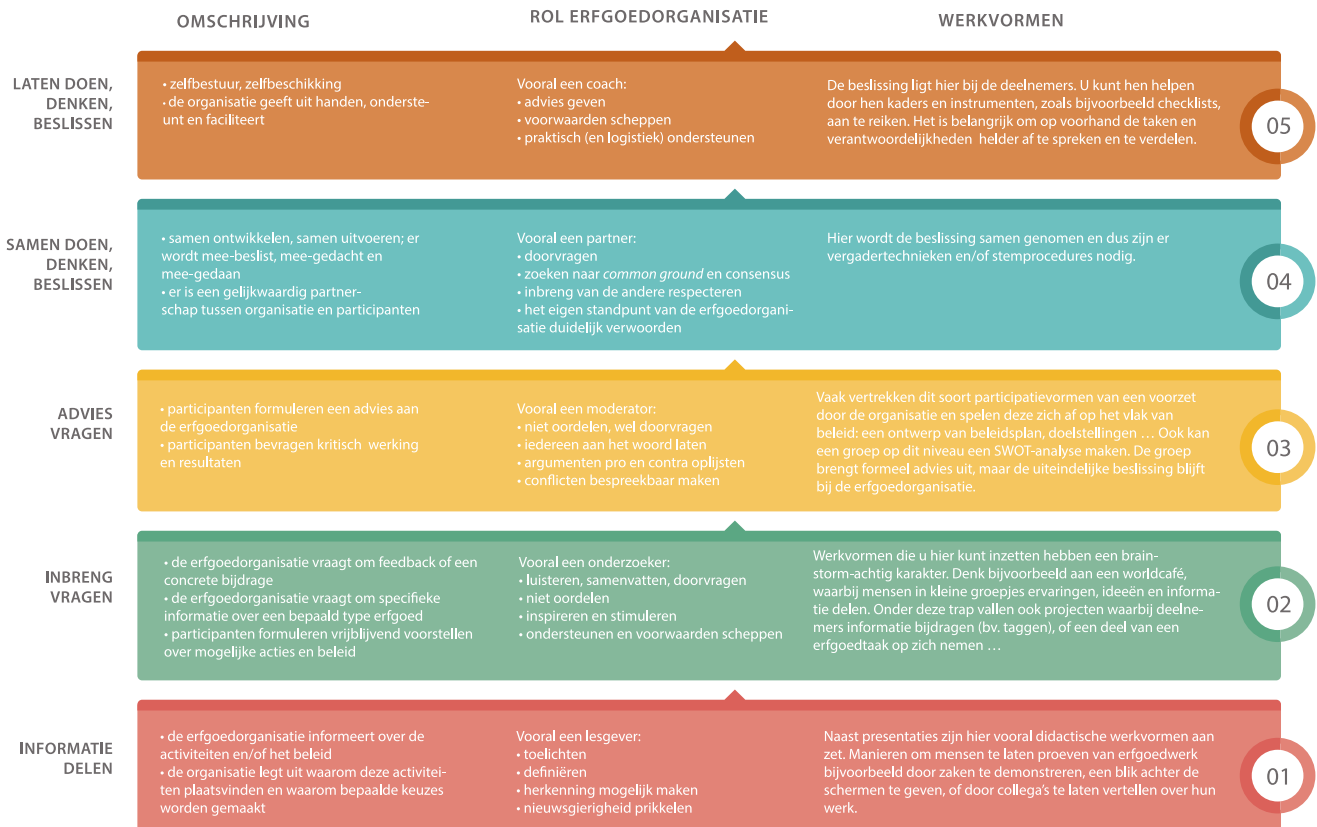 OMSCHRIJVING
ROL ERFGOEDORGANISATIE
WERKVORMEN
LATEN DOEN,
DENKEN,
BESLISSEN
• zelfbestuur, zelfbeschikking
• de organisatie geeft uit handen, onderste-
unt en faciliteert
Vooral een coach:
• advies geven
• voorwaarden scheppen
• praktisch (en logistiek) ondersteunen
De beslissing ligt hier bij de deelnemers. U kunt hen helpen
door hen kaders en instrumenten, zoals bijvoorbeeld checklists,
aan te reiken. Het is belangrijk om op voorhand de taken en
verantwoordelijkheden helder af te spreken en te verdelen.
05
SAMEN DOEN,
DENKEN,
BESLISSEN
• samen ontwikkelen, samen uitvoeren; er
wordt mee-beslist, mee-gedacht en
mee-gedaan
• er is een gelijkwaardig partner-
schap tussen organisatie en participanten
Vooral een partner:
• doorvragen
• zoeken naar common ground en consensus
• inbreng van de andere respecteren
• het eigen standpunt van de erfgoedorgani-
satie duidelijk verwoorden
Hier wordt de beslissing samen genomen en dus zijn er
vergadertechnieken en/of stemprocedures nodig.
04
ADVIES
VRAGEN
• participanten formuleren een advies aan
de erfgoedorganisatie
• participanten bevragen kritisch werking
en resultaten
Vooral een moderator:
• niet oordelen, wel doorvragen
• iedereen aan het woord laten
• argumenten pro en contra oplijsten
• conflicten bespreekbaar maken
Vaak vertrekken dit soort participatievormen van een voorzet
door de organisatie en spelen deze zich af op het vlak van
beleid: een ontwerp van beleidsplan, doelstellingen … Ook kan
een groep op dit niveau een SWOT-analyse maken. De groep
brengt formeel advies uit, maar de uiteindelijke beslissing blijft
bij de erfgoedorganisatie.
03
INBRENG
VRAGEN
• de erfgoedorganisatie vraagt om feedback of een
concrete bijdrage
• de erfgoedorganisatie vraagt om specifieke
informatie over een bepaald type erfgoed
• participanten formuleren vrijblijvend voorstellen
over mogelijke acties en beleid
Vooral een onderzoeker:
• luisteren, samenvatten, doorvragen
• niet oordelen
• inspireren en stimuleren
• ondersteunen en voorwaarden scheppen
Werkvormen die u hier kunt inzetten hebben een brain-
storm-achtig karakter. Denk bijvoorbeeld aan een worldcafé,
waarbij mensen in kleine groepjes ervaringen, ideeën en informa-
tie delen. Onder deze trap vallen ook projecten waarbij deelne-
mers informatie bijdragen (bv. taggen), of een deel van een
erfgoedtaak op zich nemen …
02
INFORMATIE
DELEN
• de erfgoedorganisatie informeert over de
activiteiten en/of het beleid
• de organisatie legt uit waarom deze activitei-
ten plaatsvinden en waarom bepaalde keuzes
worden gemaakt
Vooral een lesgever:
• toelichten
• definiëren
• herkenning mogelijk maken
• nieuwsgierigheid prikkelen
Naast presentaties zijn hier vooral didactische werkvormen aan
zet. Manieren om mensen te laten proeven van erfgoedwerk
bijvoorbeeld door zaken te demonstreren, een blik achter de
schermen te geven, of door collega's te laten vertellen over hun
werk.
01